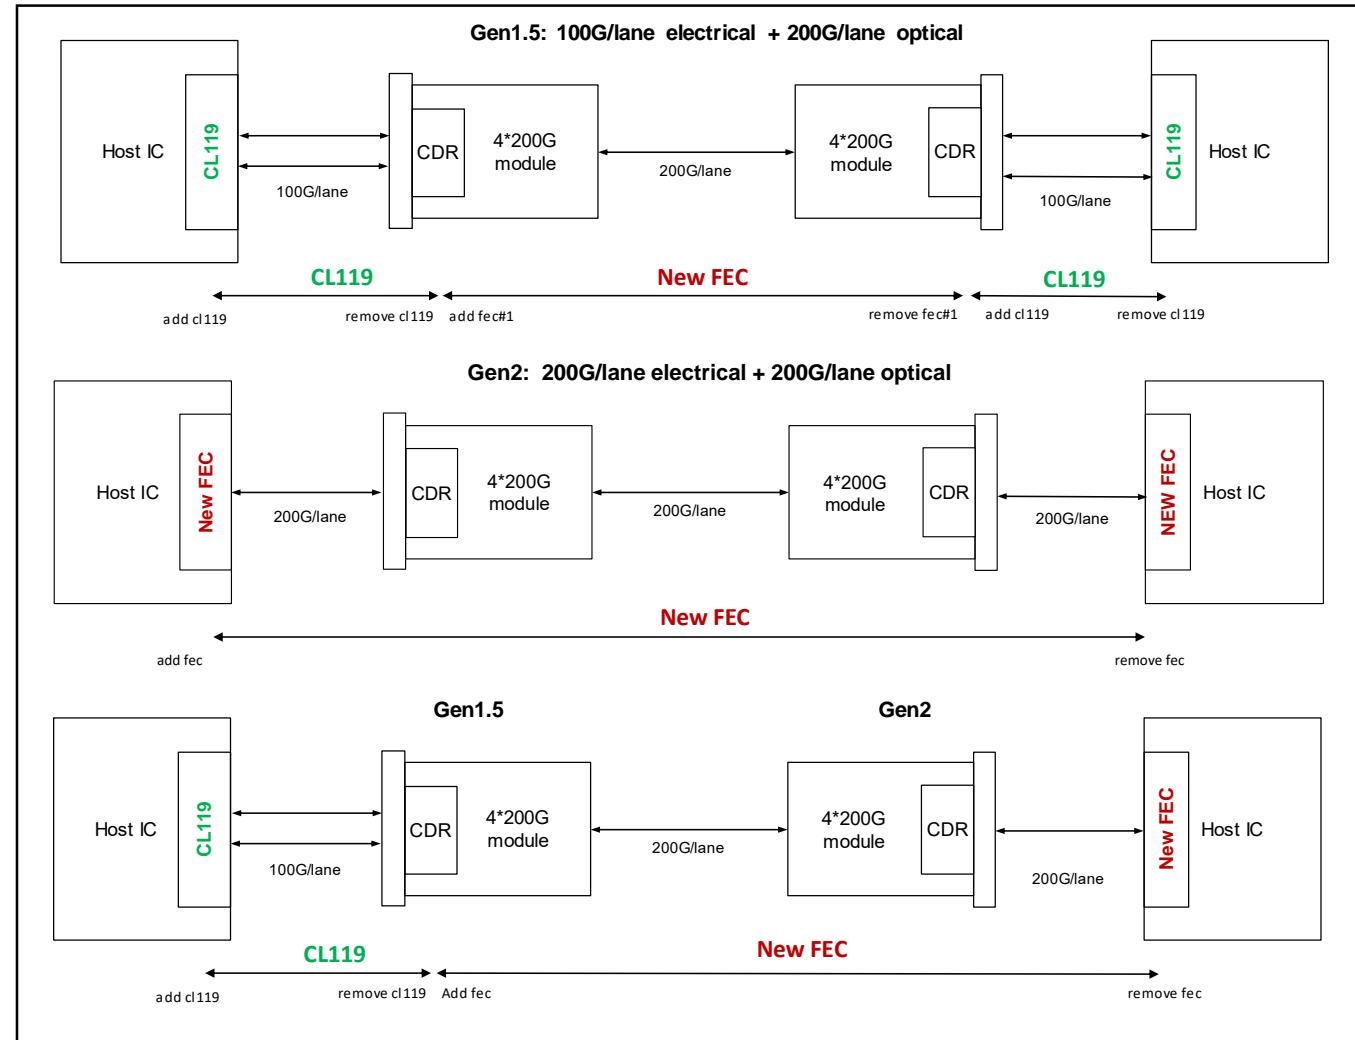 Gen1.5: 100G/lane electrical + 200G/lane optical
Host IC
CL119
100G/lane
CDR
4*200G
module
200G/lane
4*200G
module
CDR
100G/lane
CL119
Host IC
CL119
New FEC
CL119
add cl119
remove cl119
add fec#1
remove fec#1
add cl119
remove cl119
Gen2: 200G/lane electrical + 200G/lane optical
Host IC
New FEC
200G/lane
CDR
4*200G
module
200G/lane
4*200G
module
CDR
200G/lane
NEW FEC
Host IC
New FEC
add fec
remove fec
Gen1.5
Gen2
Host IC
CL119
100G/lane
CDR
4*200G
module
200G/lane
4*200G
module
CDR
200G/lane
New FEC
Host IC
CL119
New FEC
add cl119
remove cl119
Add fec
remove fec